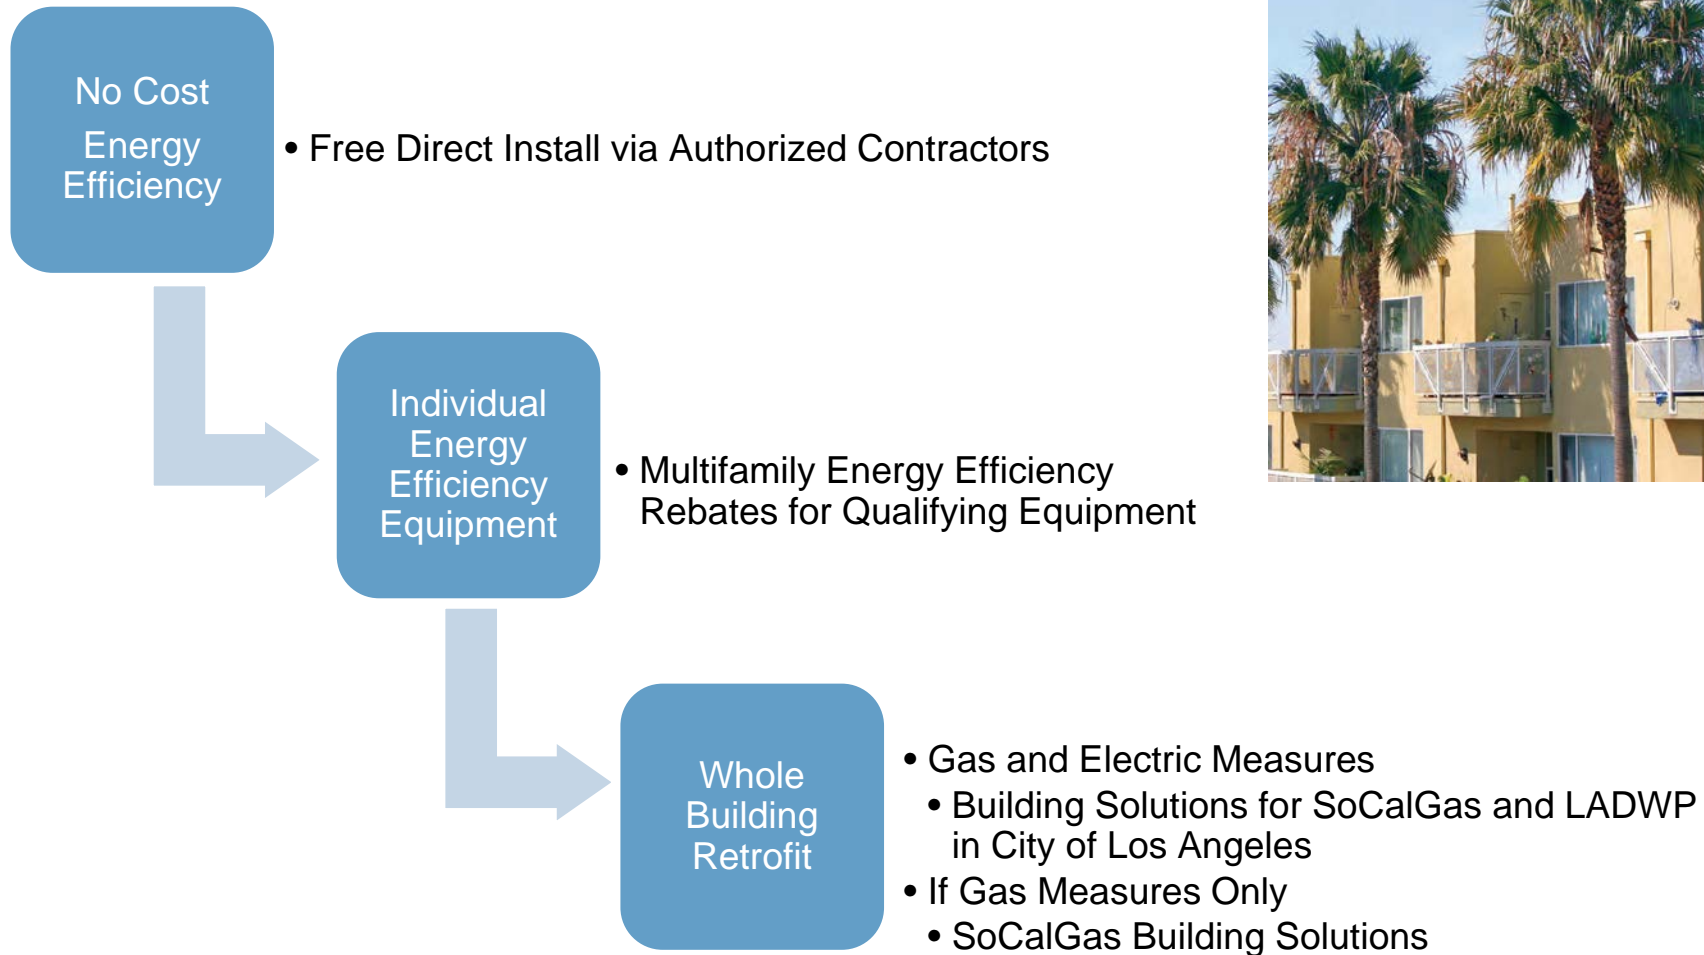 No Cost
Energy
Efficiency
• Free Direct Install via Authorized Contractors
Individual
Energy
Efficiency
Equipment
• Multifamily Energy Efficiency
Rebates for Qualifying Equipment
Whole
Building
Retrofit
• Gas and Electric Measures
• Building Solutions for SoCalGas and LADWP
in City of Los Angeles
• If Gas Measures Only
• SoCalGas Building Solutions